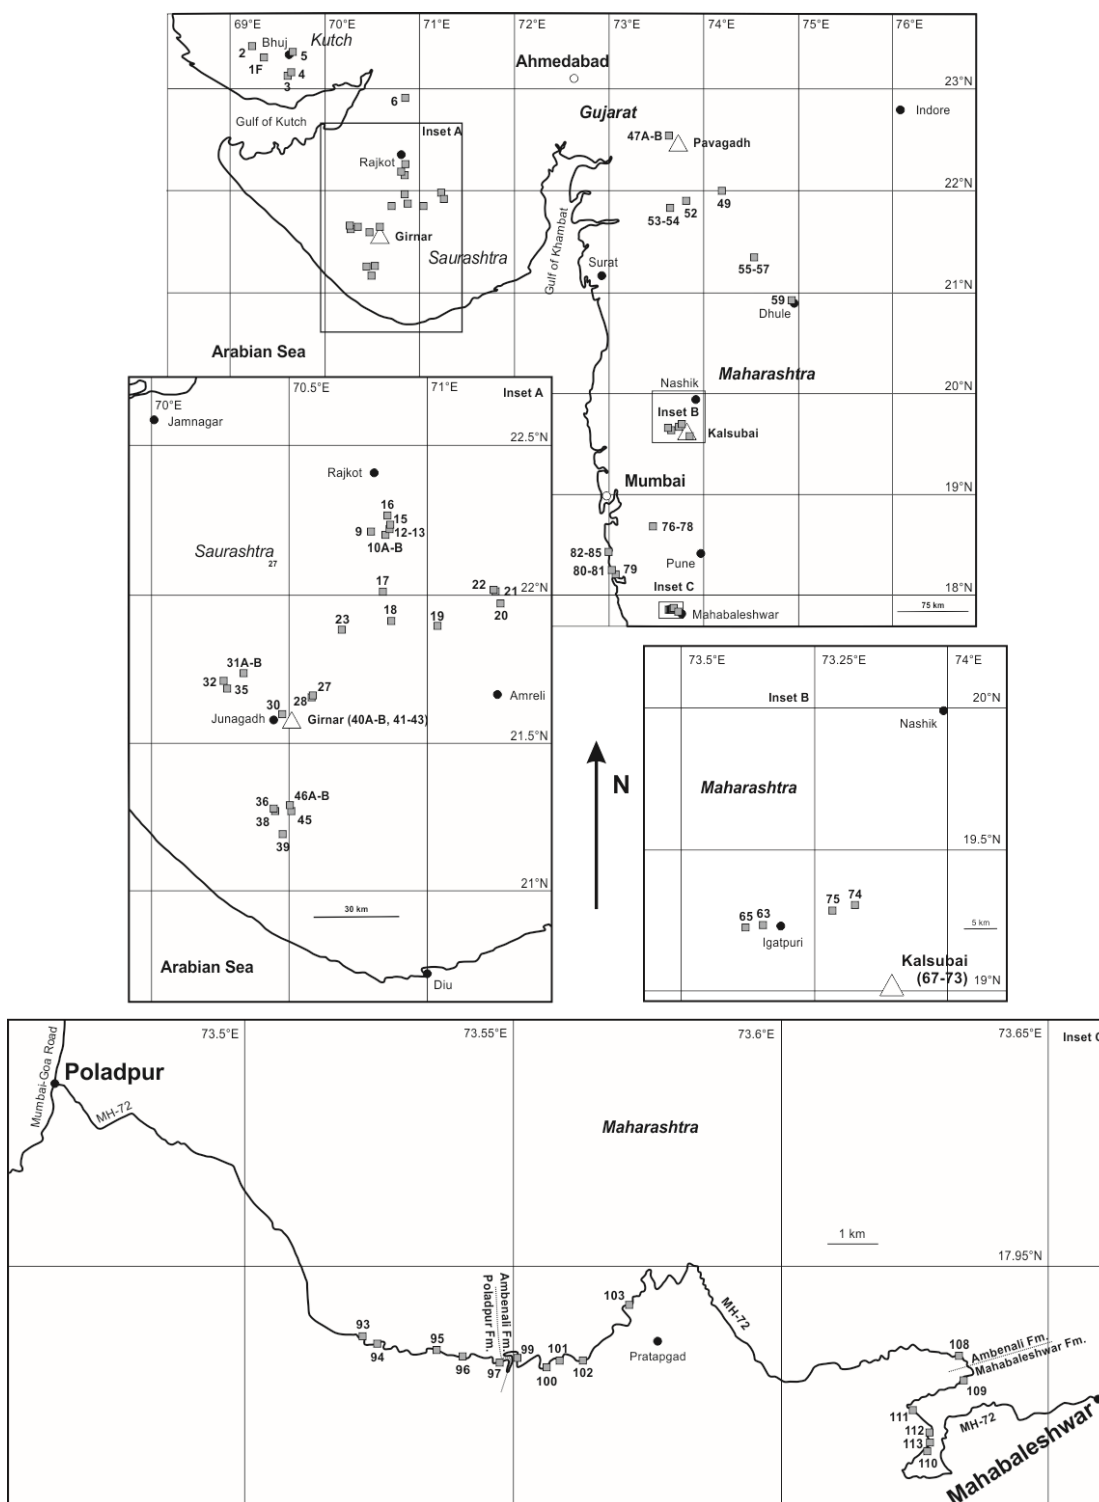 69°E 70°E 71°E 72°E 73°E 74°E 75°E 76°E
Bhuj Kutch
2 5
1F 4
3
Ahmedabad
23°N
6
Indore
Gulf of Kutch
Gujarat
Inset A
47A-B Pavagadh
Rajkot
22°N
49
52
53-54
Girnar
Gulf of Khambat
Saurashtra
Surat
55-57
21°N
59
Dhule
Arabian Sea
Maharashtra
Nashik
20°N
Inset B
Kalsubai
Mumbai
19°N
76-78
82-85
Pune
80-81 79
18°N
Inset C
75 km
Mahabaleshwar
70°E 70.5°E 71°E Inset A
Jamnagar
22.5°N
Rajkot
16
15
9 12-13
10A-B
Saurashtra
27
17 22 21
22°N
20
18
23 19
31A-B
32 35
27
28
Amreli
30
Junagadh Girnar (40A-B, 41-43)
21.5°N
46A-B
36
38 45
39
21°N
30 km
Arabian Sea
Diu
N
73.5°E 73.25°E 74°E
Inset B
20°N
Nashik
Maharashtra
19.5°N
75 74
65 63
5 km
Igatpuri
Kalsubai
(67-73)
19°N
73.5°E 73.55°E 73.6°E 73.65°E
Inset C
Mumbai-Goa Road
Poladpur
MH-72
Maharashtra
1 km
17.95°N
Ambenali Fm.
Poladpur Fm.
103
MH-72
93
94
95
96
97
99
100
101
102
Pratapgad
108
Ambenali Fm.
Mahabaleshwar Fm.
109
111
MH-72
112
113
110
Mahabaleshwar